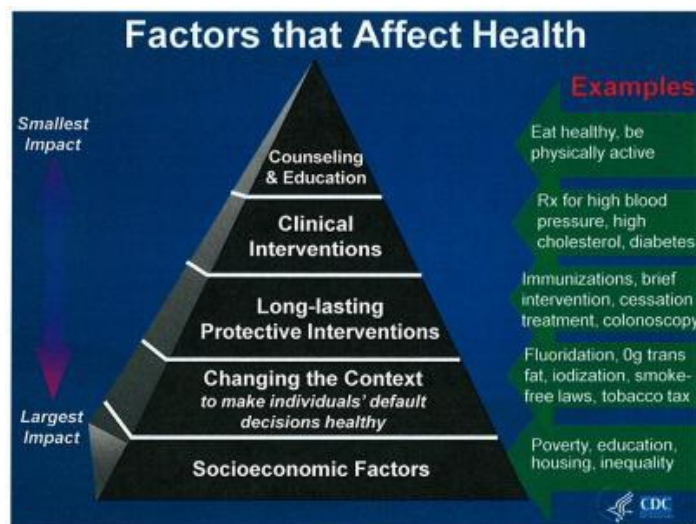 Factors that Affect Health
Examples
Smallest
Impact
Largest
Impact
Counseling
& Education
Clinical
Interventions
Long-lasting
Protective Interventions
Changing the Context
to make individuals' default
decisions healthy
Socioeconomic Factors
Eat healthy, be
physically active
Rx for high blood
pressure, high
cholesterol, diabetes
Immunizations, brief
intervention, cessation
treatment, colonoscopy
Fluoridation, 0g trans
fat, iodization, smoke-
free laws, tobacco tax
Poverty, education,
housing, inequality
CDC